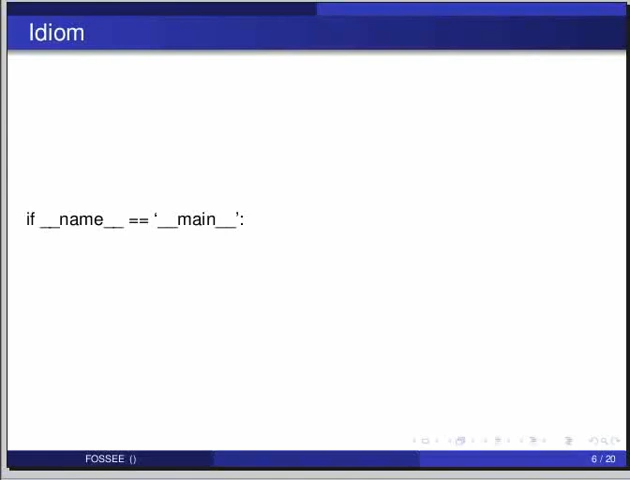 Idiom
if __name__ == ‘__main__’:
FOSSEE ()
6 / 20